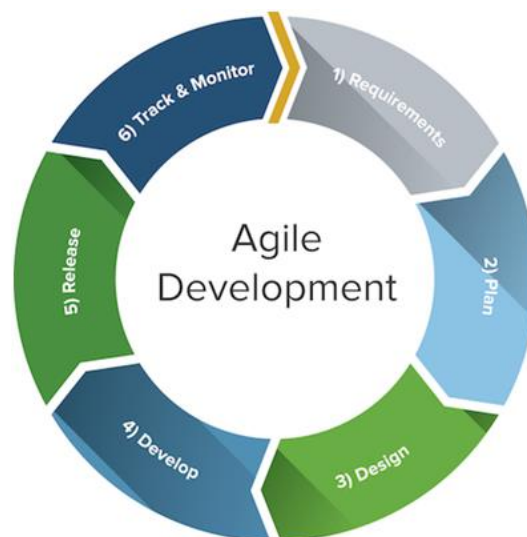 Agile
Development
1) Requirements
2) Plan
3) Design
4) Develop
5) Release
6) Track & Monitor